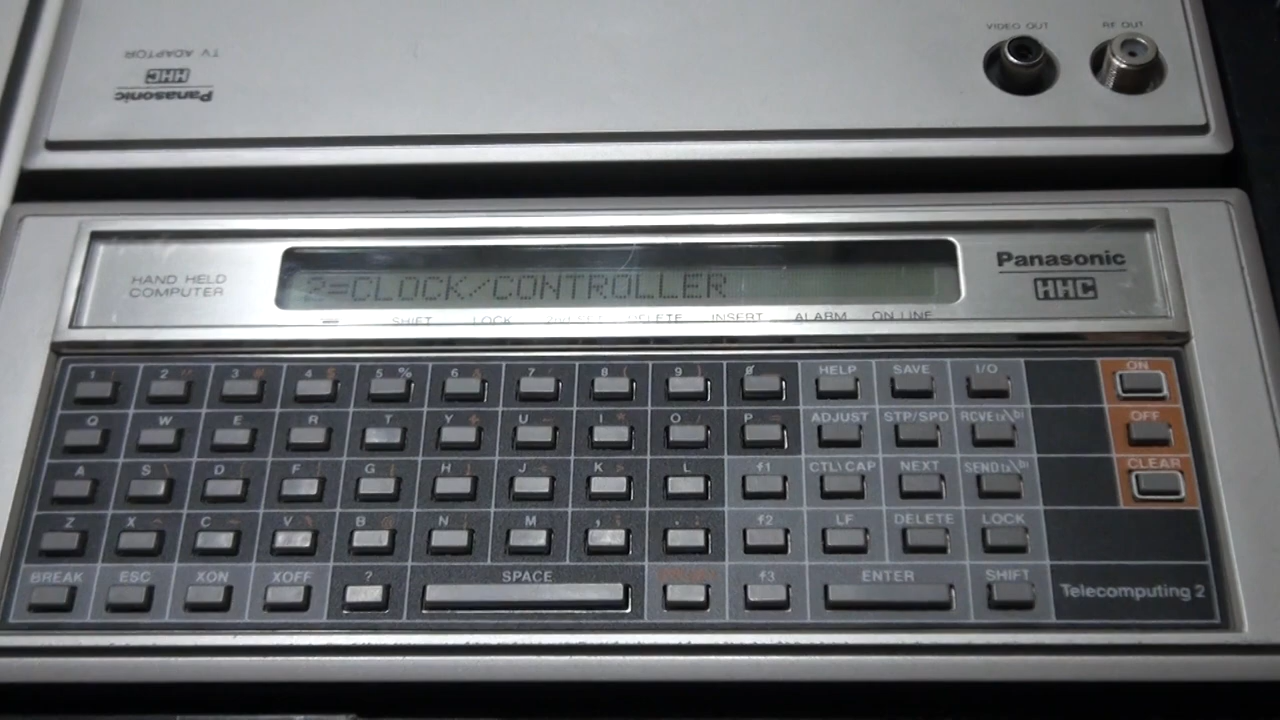 VIDEO OUT RF OUT
TV ADAPTOR
HHC
Panasonic
HAND HELD
COMPUTER
2=CLOCK/CONTROLLER
Panasonic
HHC
SHIFT LOCK DELETE INSERT ALARM ON LINE
1 2 3 4 5 % 6 7 8 9 0 HELP SAVE I/O ON
Q W E R T Y U I O P ADJUST STP/SPD RCVE OFF
A S D F G H J K L f1 CTL\CAP NEXT SEND CLEAR
Z X C V B N M , . : f2 LF DELETE LOCK
BREAK ESC XON XOFF ? SPACE f3 ENTER SHIFT
Telecomputing 2